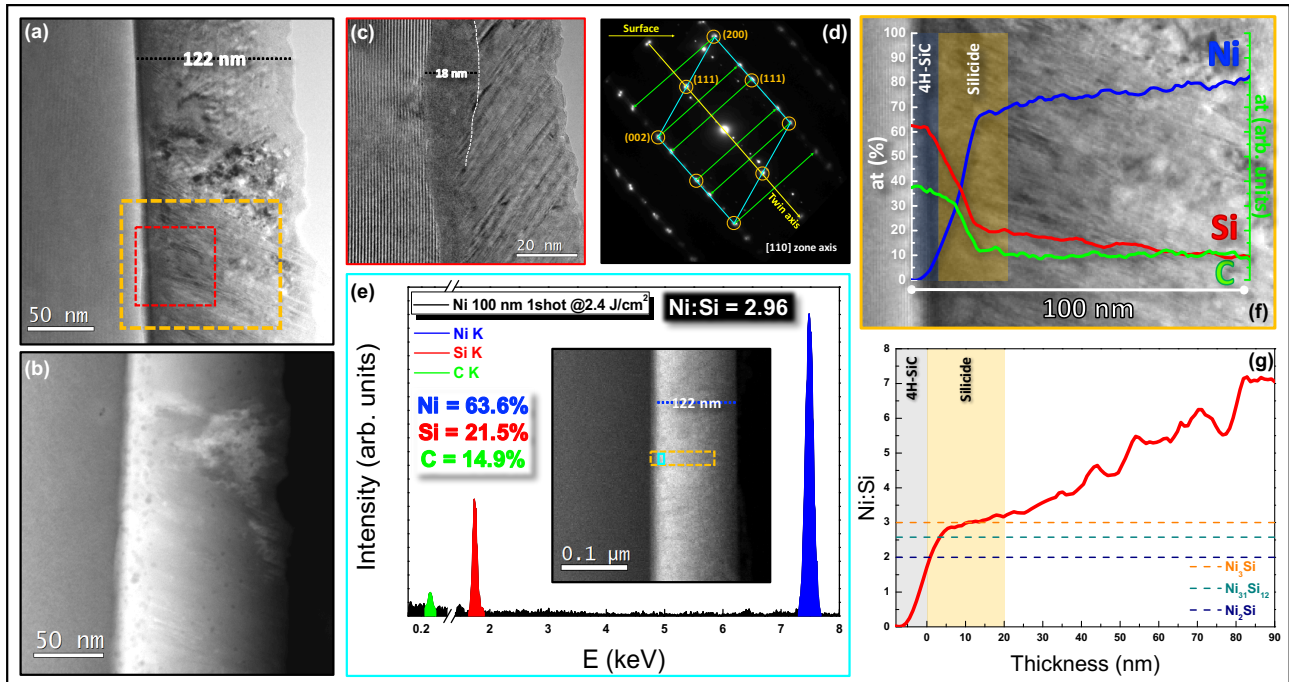 (a)
122 nm
50 nm
(b)
50 nm
(c)
18 nm
20 nm
(d)
Surface
(200)
(111)
(111)
(002)
Twin axis
[110] zone axis
(e)
Ni 100 nm 1shot @2.4 J/cm²
Ni:Si = 2.96
Ni K
Si K
C K
Ni = 63.6%
Si = 21.5%
C = 14.9%
122 nm
0.1 µm
Intensity (arb. units)
0.2 2 3 4 5 6 7 8
E (keV)
(f)
100
90
80
70
60
50
40
30
20
10
0
at (%)
4H-SiC
Silicide
Ni
Si
C
at (arb. units)
100 nm
(g)
8
7
6
5
4
3
2
1
0
Ni:Si
4H-SiC
Silicide
Ni₃Si
Ni₃₁Si₁₂
Ni₂Si
-5 0 10 20 30 40 50 60 70 80 90
Thickness (nm)